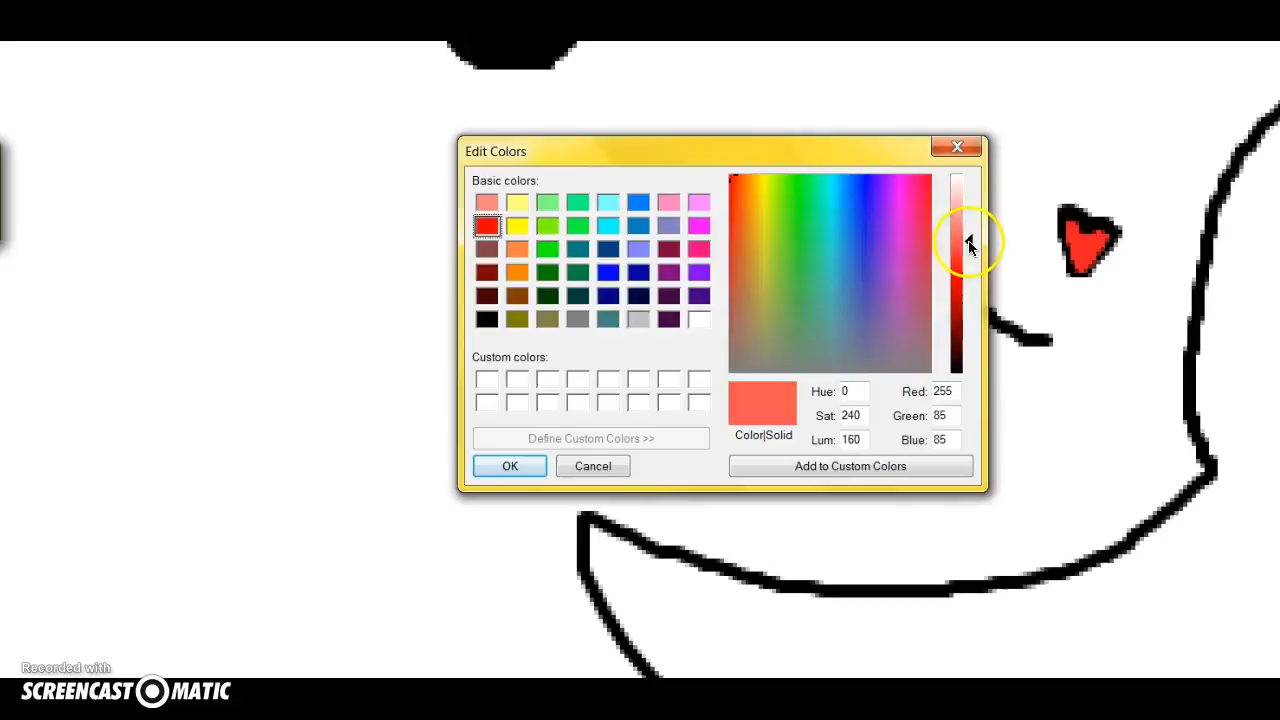 Edit Colors
Basic colors:
Custom colors:
Define Custom Colors >>
OK
Cancel
Color|Solid
Hue: 0
Sat: 240
Lum: 160
Red: 255
Green: 85
Blue: 85
Add to Custom Colors
Recorded with
SCREENCAST MATIC